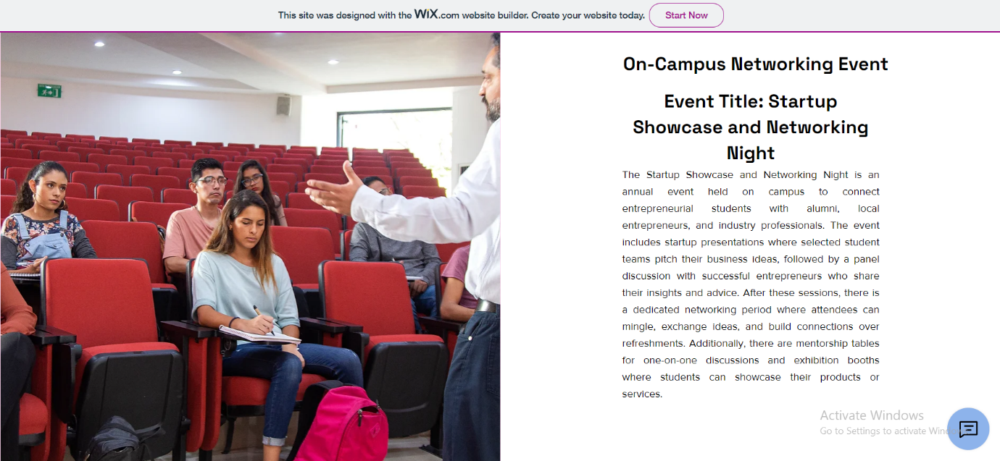 This site was designed with the WiX.com website builder. Create your website today. Start Now
On-Campus Networking Event
Event Title: Startup
Showcase and Networking
Night
The Startup Showcase and Networking Night is an
annual event held on campus to connect
entrepreneurial students with alumni, local
entrepreneurs, and industry professionals. The event
includes startup presentations where selected student
teams pitch their business ideas, followed by a panel
discussion with successful entrepreneurs who share
their insights and advice. After these sessions, there is
a dedicated networking period where attendees can
mingle, exchange ideas, and build connections over
refreshments. Additionally, there are mentorship tables
for one-on-one discussions and exhibition booths
where students can showcase their products or
services.
Activate Windows
Go to Settings to activate